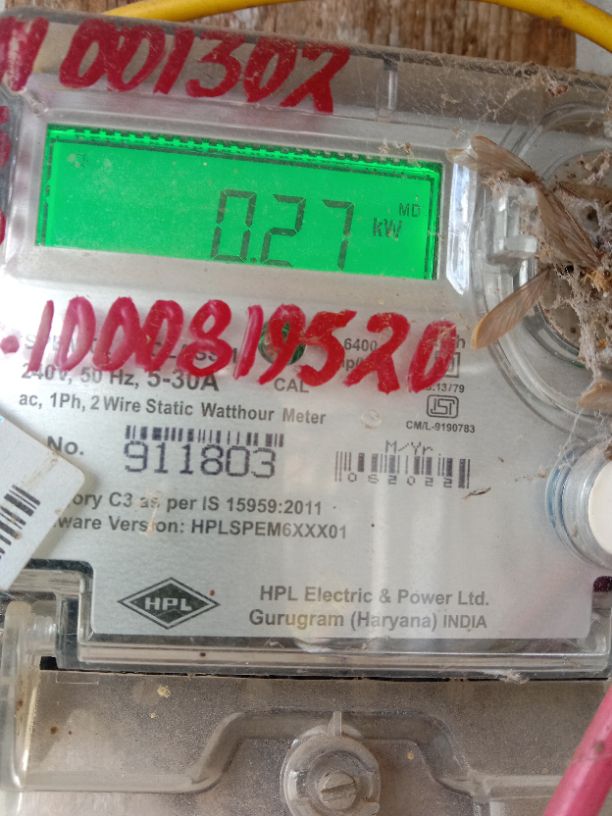 001302
MD
0.27 kW
1000819520
6400
240V, 50 Hz, 5-30A
CAL
ac, 1Ph, 2 Wire Static Watthour Meter
CM/L-9190783
No. 911803
M/Yr
052022
ory C3 as per IS 15959:2011
ware Version: HPLSPEM6XXX01
HPL
HPL Electric & Power Ltd.
Gurugram (Haryana) INDIA